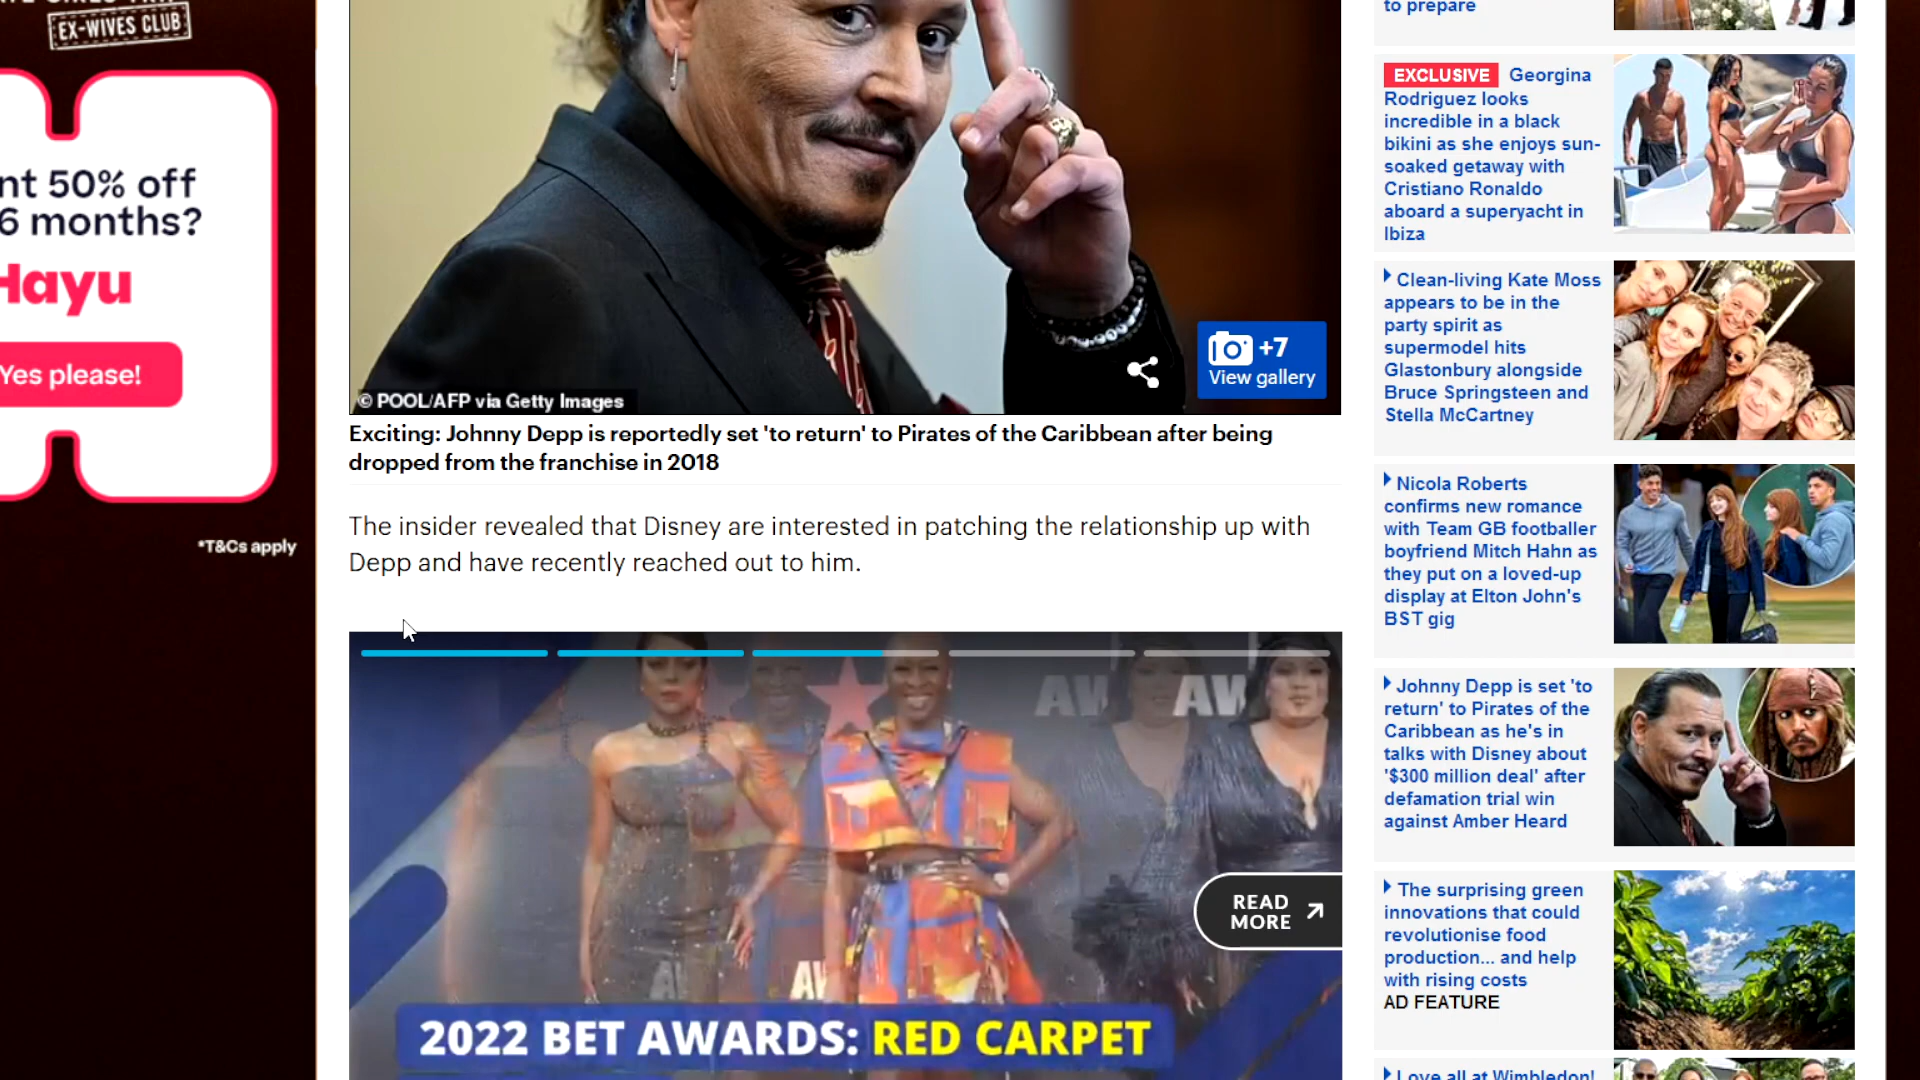 EX-WIVES CLUB
nt 50% off
6 months?
Hayu
Yes please!
*T&Cs apply
+7
View gallery
© POOL/AFP via Getty Images
Exciting: Johnny Depp is reportedly set 'to return' to Pirates of the Caribbean after being
dropped from the franchise in 2018
The insider revealed that Disney are interested in patching the relationship up with
Depp and have recently reached out to him.
AW
AW
AW
AW
READ
MORE
2022 BET AWARDS: RED CARPET
to prepare
EXCLUSIVE Georgina
Rodriguez looks
incredible in a black
bikini as she enjoys sun-
soaked getaway with
Cristiano Ronaldo
aboard a superyacht in
Ibiza
Clean-living Kate Moss
appears to be in the
party spirit as
supermodel hits
Glastonbury alongside
Bruce Springsteen and
Stella McCartney
Nicola Roberts
confirms new romance
with Team GB footballer
boyfriend Mitch Hahn as
they put on a loved-up
display at Elton John's
BST gig
Johnny Depp is set 'to
return' to Pirates of the
Caribbean as he's in
talks with Disney about
'$300 million deal' after
defamation trial win
against Amber Heard
The surprising green
innovations that could
revolutionise food
production... and help
with rising costs
AD FEATURE
Love all at Wimbledon!